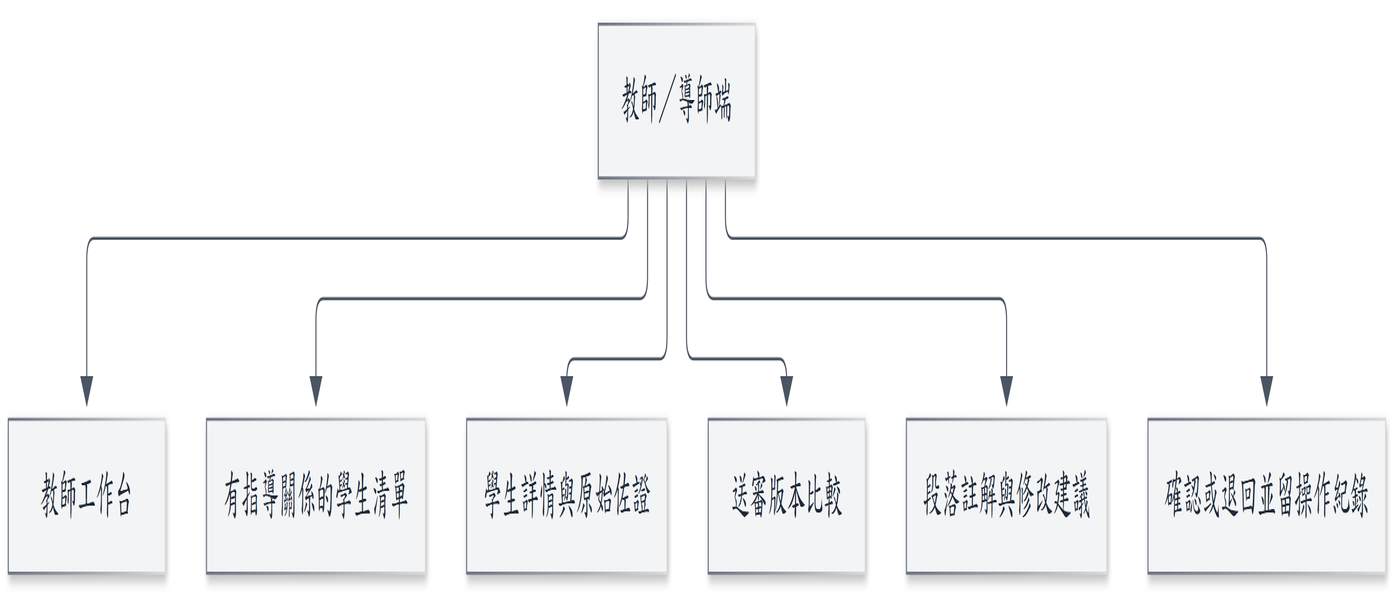 教師／導師端
教師工作台
有指導關係的學生清單
學生詳情與原始佐證
送審版本比較
段落註解與修改建議
確認或退回並留操作紀錄